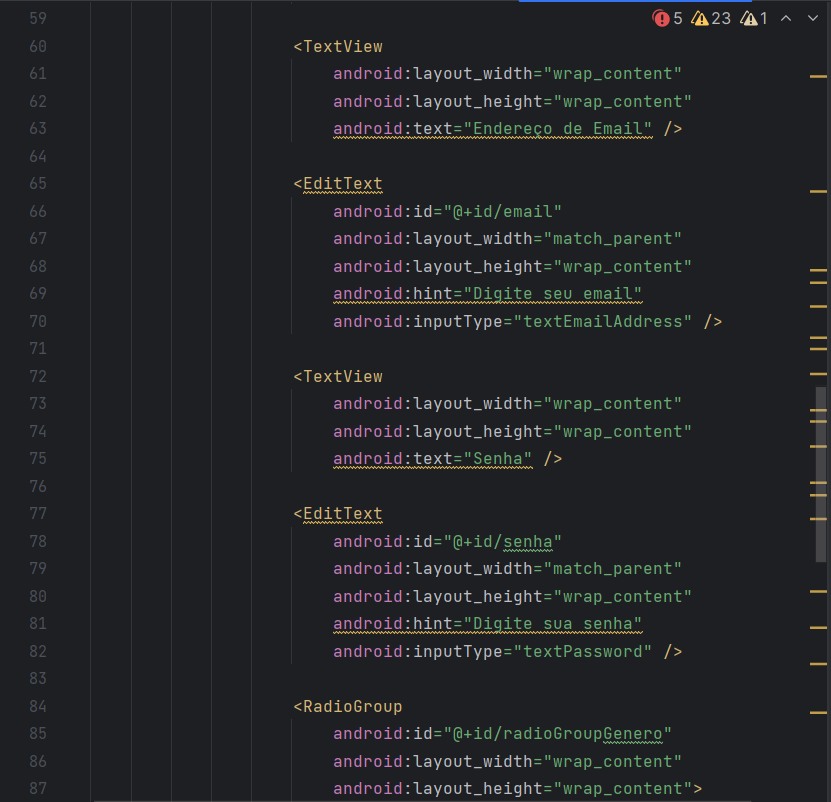 5 23 1
59
60 <TextView
61 android:layout_width="wrap_content"
62 android:layout_height="wrap_content"
63 android:text="Endereço de Email" />
64
65 <EditText
66 android:id="@+id/email"
67 android:layout_width="match_parent"
68 android:layout_height="wrap_content"
69 android:hint="Digite seu email"
70 android:inputType="textEmailAddress" />
71
72 <TextView
73 android:layout_width="wrap_content"
74 android:layout_height="wrap_content"
75 android:text="Senha" />
76
77 <EditText
78 android:id="@+id/senha"
79 android:layout_width="match_parent"
80 android:layout_height="wrap_content"
81 android:hint="Digite sua senha"
82 android:inputType="textPassword" />
83
84 <RadioGroup
85 android:id="@+id/radioGroupGenero"
86 android:layout_width="wrap_content"
87 android:layout_height="wrap_content">